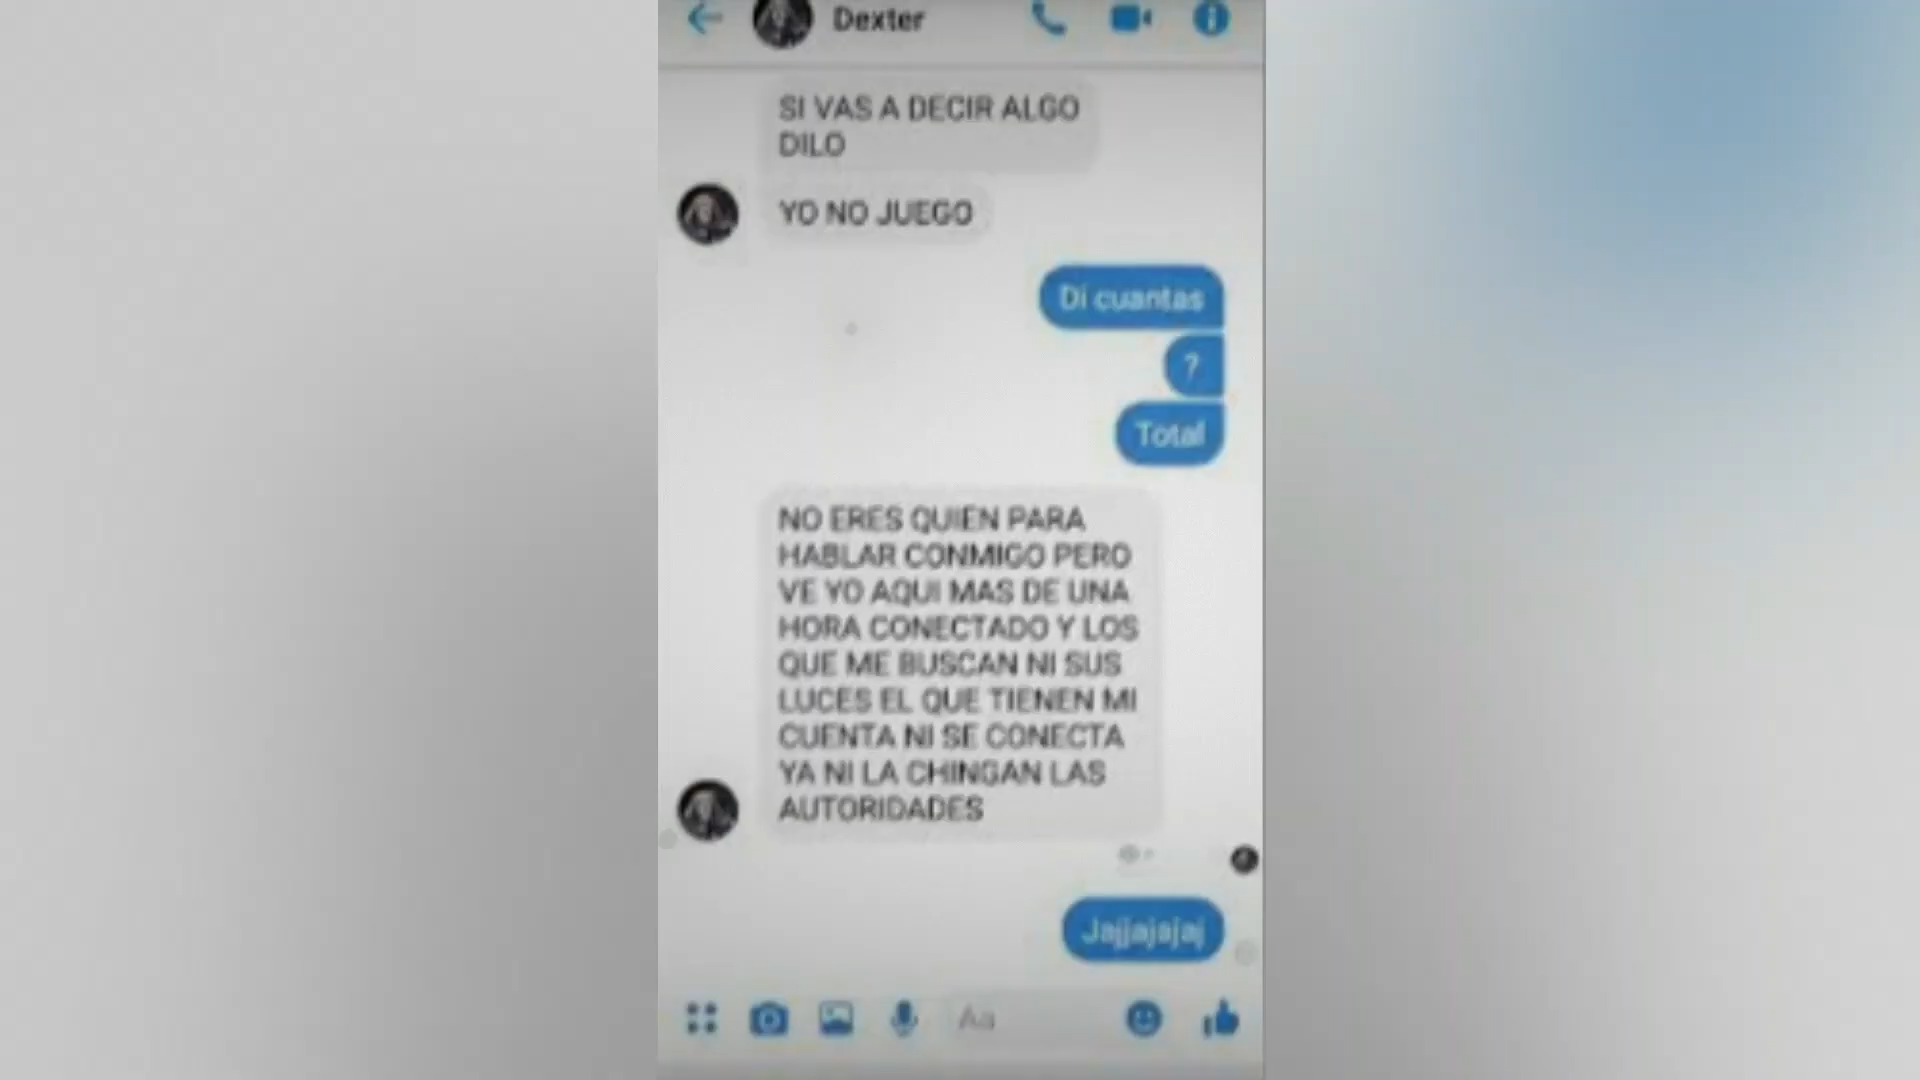 Dexter
SI VAS A DECIR ALGO
DILO
YO NO JUEGO
Di cuantas
?
Total
NO ERES QUIEN PARA
HABLAR CONMIGO PERO
VE YO AQUI MAS DE UNA
HORA CONECTADO Y LOS
QUE ME BUSCAN NI SUS
LUCES EL QUE TIENEN MI
CUENTA NI SE CONECTA
YA NI LA CHINGAN LAS
AUTORIDADES
Jajjajajaj
Aa